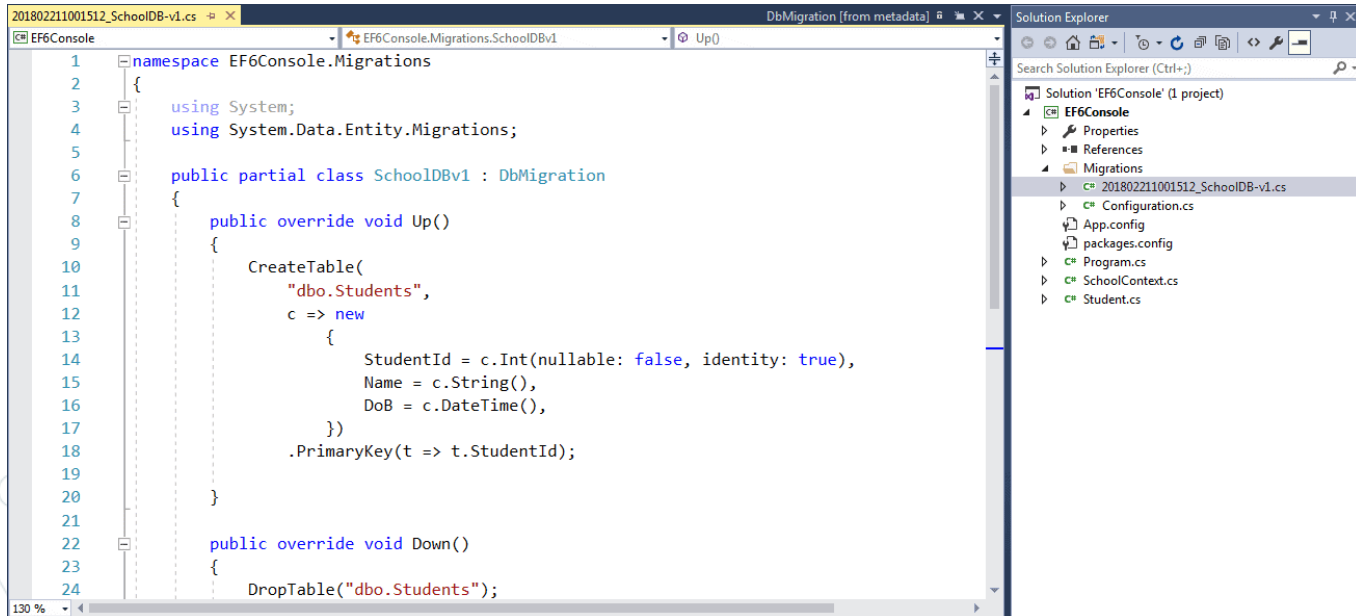 201802211001512_SchoolDB-v1.cs
DbMigration [from metadata]
EF6Console
EF6Console.Migrations.SchoolDBv1
Up()
1 namespace EF6Console.Migrations
2 {
3 using System;
4 using System.Data.Entity.Migrations;
5
6 public partial class SchoolDBv1 : DbMigration
7 {
8 public override void Up()
9 {
10 CreateTable(
11 "dbo.Students",
12 c => new
13 {
14 StudentId = c.Int(nullable: false, identity: true),
15 Name = c.String(),
16 DoB = c.DateTime(),
17 })
18 .PrimaryKey(t => t.StudentId);
19
20 }
21
22 public override void Down()
23 {
24 DropTable("dbo.Students");
130 %
Solution Explorer
Search Solution Explorer (Ctrl+;)
Solution 'EF6Console' (1 project)
C# EF6Console
Properties
References
Migrations
C# 201802211001512_SchoolDB-v1.cs
C# Configuration.cs
App.config
packages.config
C# Program.cs
C# SchoolContext.cs
C# Student.cs